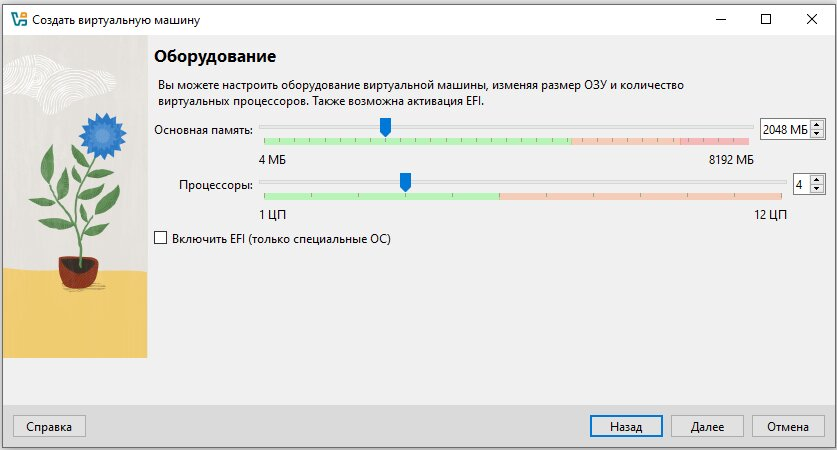 Создать виртуальную машину
Оборудование
Вы можете настроить оборудование виртуальной машины, изменяя размер ОЗУ и количество
виртуальных процессоров. Также возможна активация EFI.
Основная память:
2048 МБ
4 МБ
8192 МБ
Процессоры:
4
1 ЦП
12 ЦП
Включить EFI (только специальные ОС)
Справка
Назад
Далее
Отмена